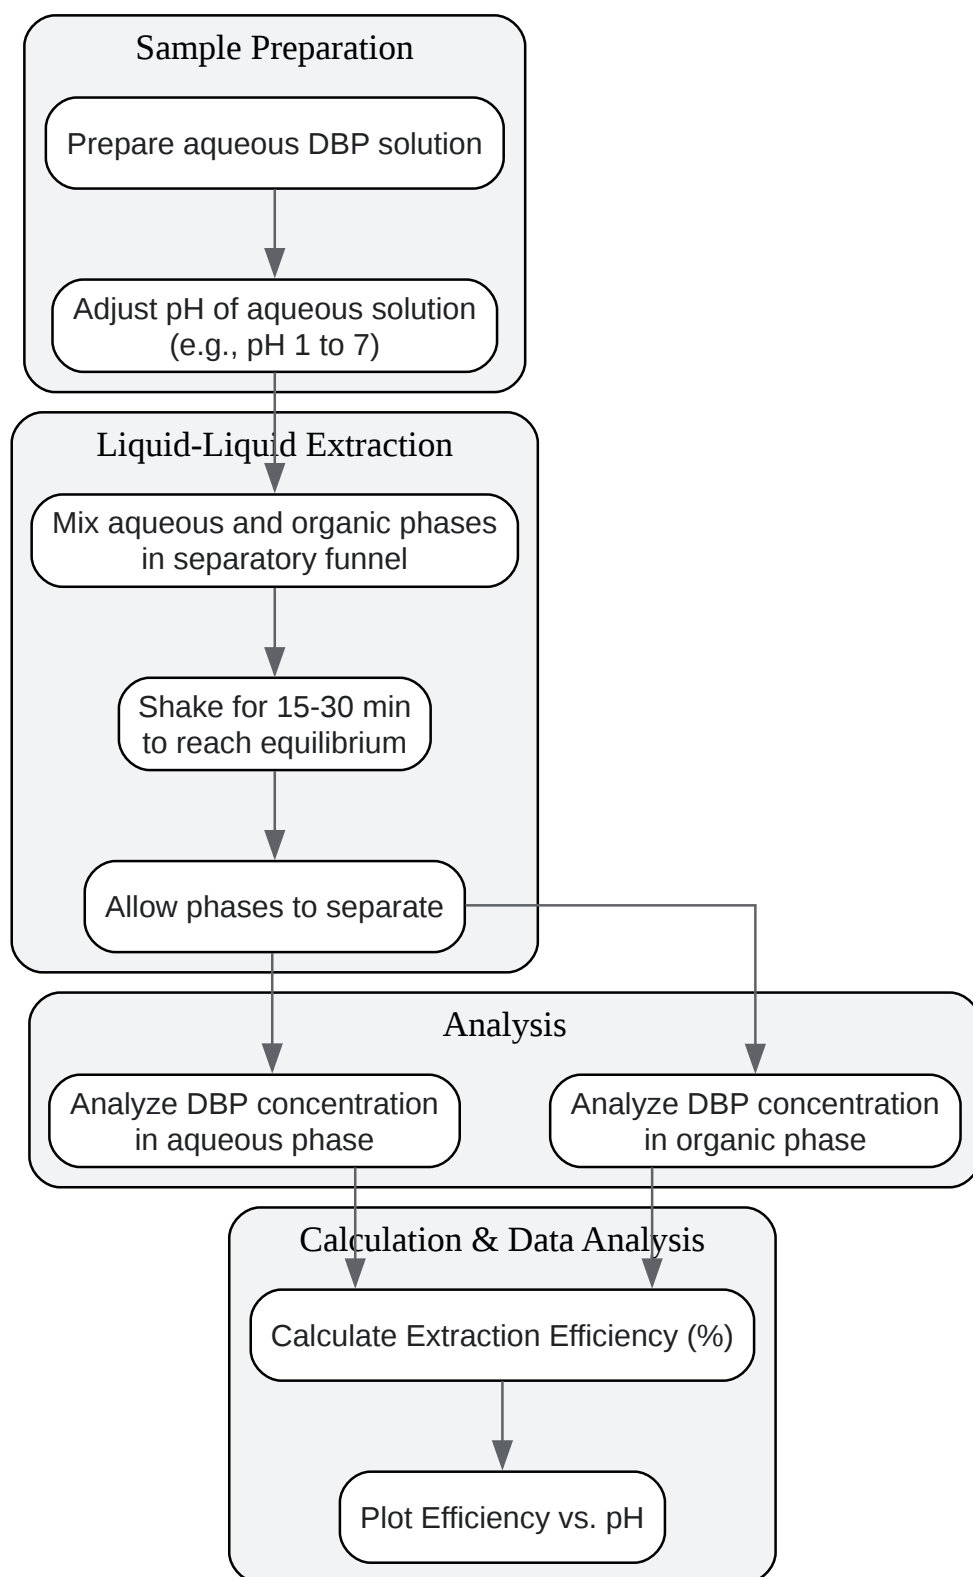 Sample Preparation
Prepare aqueous DBP solution
Adjust pH of aqueous solution
(e.g., pH 1 to 7)
Liquid-Liquid Extraction
Mix aqueous and organic phases
in separatory funnel
Shake for 15-30 min
to reach equilibrium
Allow phases to separate
Analysis
Analyze DBP concentration
in aqueous phase
Analyze DBP concentration
in organic phase
Calculation & Data Analysis
Calculate Extraction Efficiency (%)
Plot Efficiency vs. pH